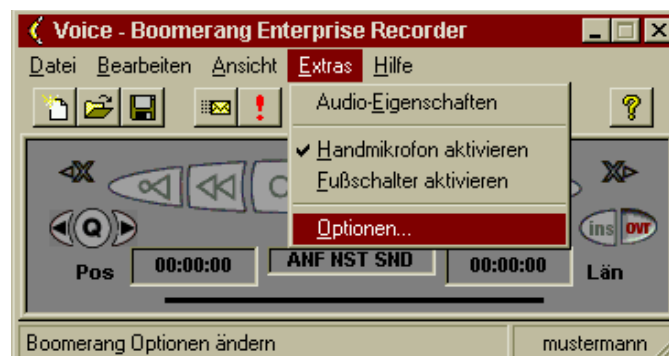 Voice - Boomerang Enterprise Recorder
Datei Bearbeiten Ansicht Extras Hilfe
Audio-Eigenschaften
Handmikrofon aktivieren
Fußschalter aktivieren
Optionen...
Q
ins ovr
Pos 00:00:00 ANF NST SND 00:00:00 Län
Boomerang Optionen ändern mustermann